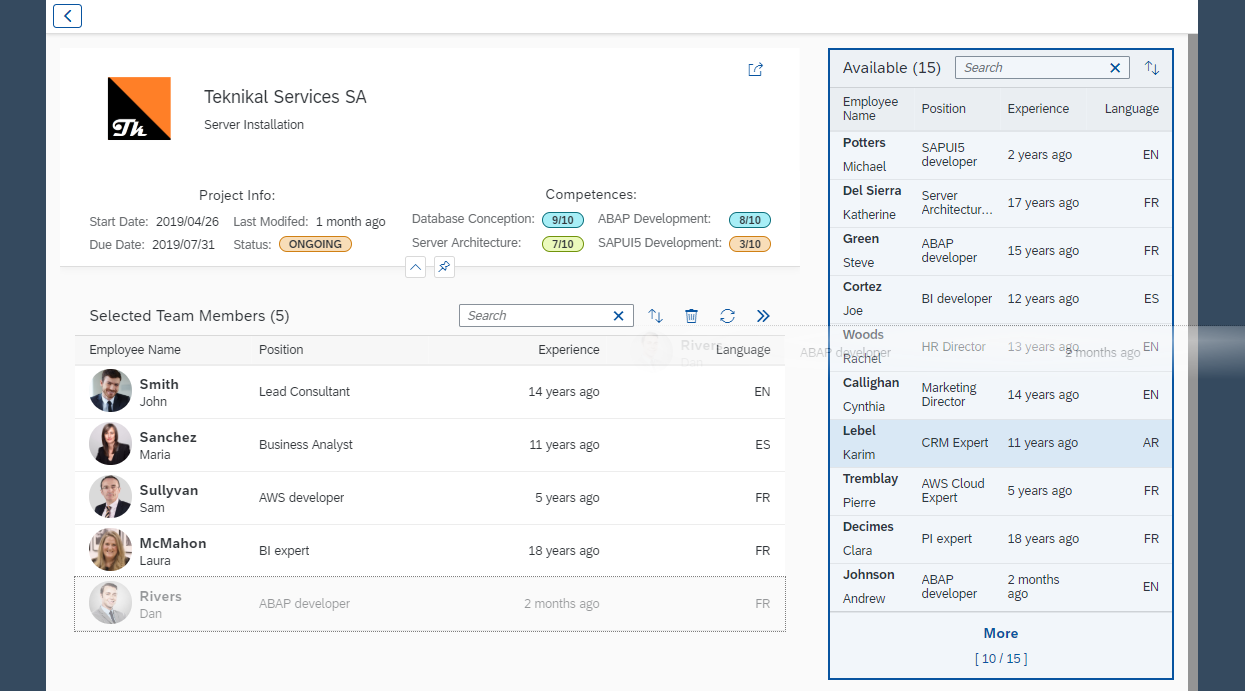 Th
Teknikal Services SA
Server Installation
Project Info:
Start Date: 2019/04/26 Last Modifed: 1 month ago
Due Date: 2019/07/31 Status: ONGOING
Competences:
Database Conception: 9/10 ABAP Development: 8/10
Server Architecture: 7/10 SAPUI5 Development: 3/10
Selected Team Members (5)
Search
Employee Name Position Experience Language
Smith
John
Lead Consultant 14 years ago EN
Sanchez
Maria
Business Analyst 11 years ago ES
Sullyvan
Sam
AWS developer 5 years ago FR
McMahon
Laura
BI expert 18 years ago FR
Rivers
Dan
ABAP developer 2 months ago FR
Rivers
Dan
ABAP developer 2 months ago
Available (15)
Search
Employee
Name
Position Experience Language
Potters
Michael
SAPUI5
developer
2 years ago EN
Del Sierra
Katherine
Server
Architectur...
17 years ago FR
Green
Steve
ABAP
developer
15 years ago FR
Cortez
Joe
BI developer 12 years ago ES
Woods
Rachel
HR Director 13 years ago EN
Callighan
Cynthia
Marketing
Director
14 years ago EN
Lebel
Karim
CRM Expert 11 years ago AR
Tremblay
Pierre
AWS Cloud
Expert
5 years ago FR
Decimes
Clara
PI expert 18 years ago FR
Johnson
Andrew
ABAP
developer
2 months
ago
EN
More
[ 10 / 15 ]